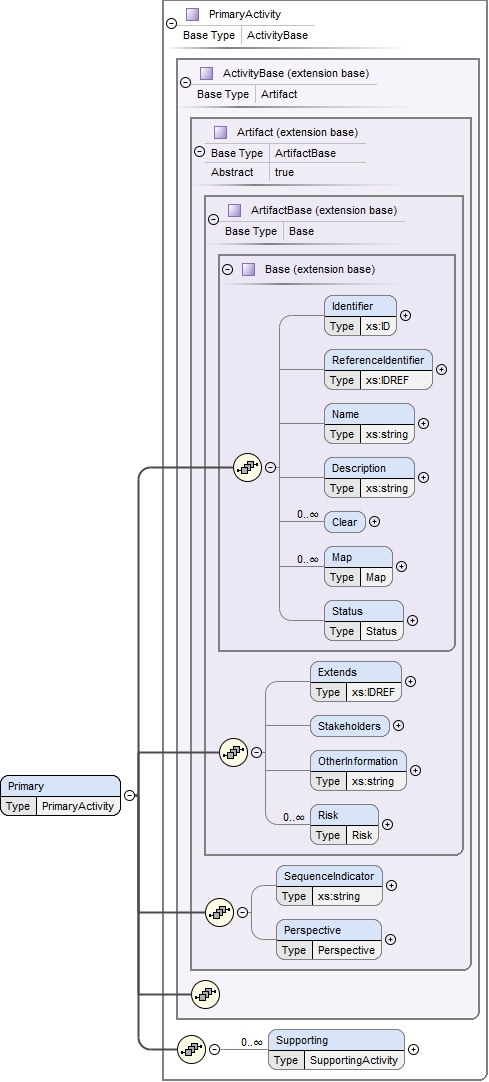 PrimaryActivity
Base Type ActivityBase
ActivityBase (extension base)
Base Type Artifact
Artifact (extension base)
Base Type ArtifactBase
Abstract true
ArtifactBase (extension base)
Base Type Base
Base (extension base)
Identifier
Type xs:ID
ReferenceIdentifier
Type xs:IDREF
Name
Type xs:string
Description
Type xs:string
0..∞ Clear
0..∞ Map
Type Map
Status
Type Status
Extends
Type xs:IDREF
Stakeholders
OtherInformation
Type xs:string
0..∞ Risk
Type Risk
Primary
Type PrimaryActivity
SequenceIndicator
Type xs:string
Perspective
Type Perspective
0..∞ Supporting
Type SupportingActivity